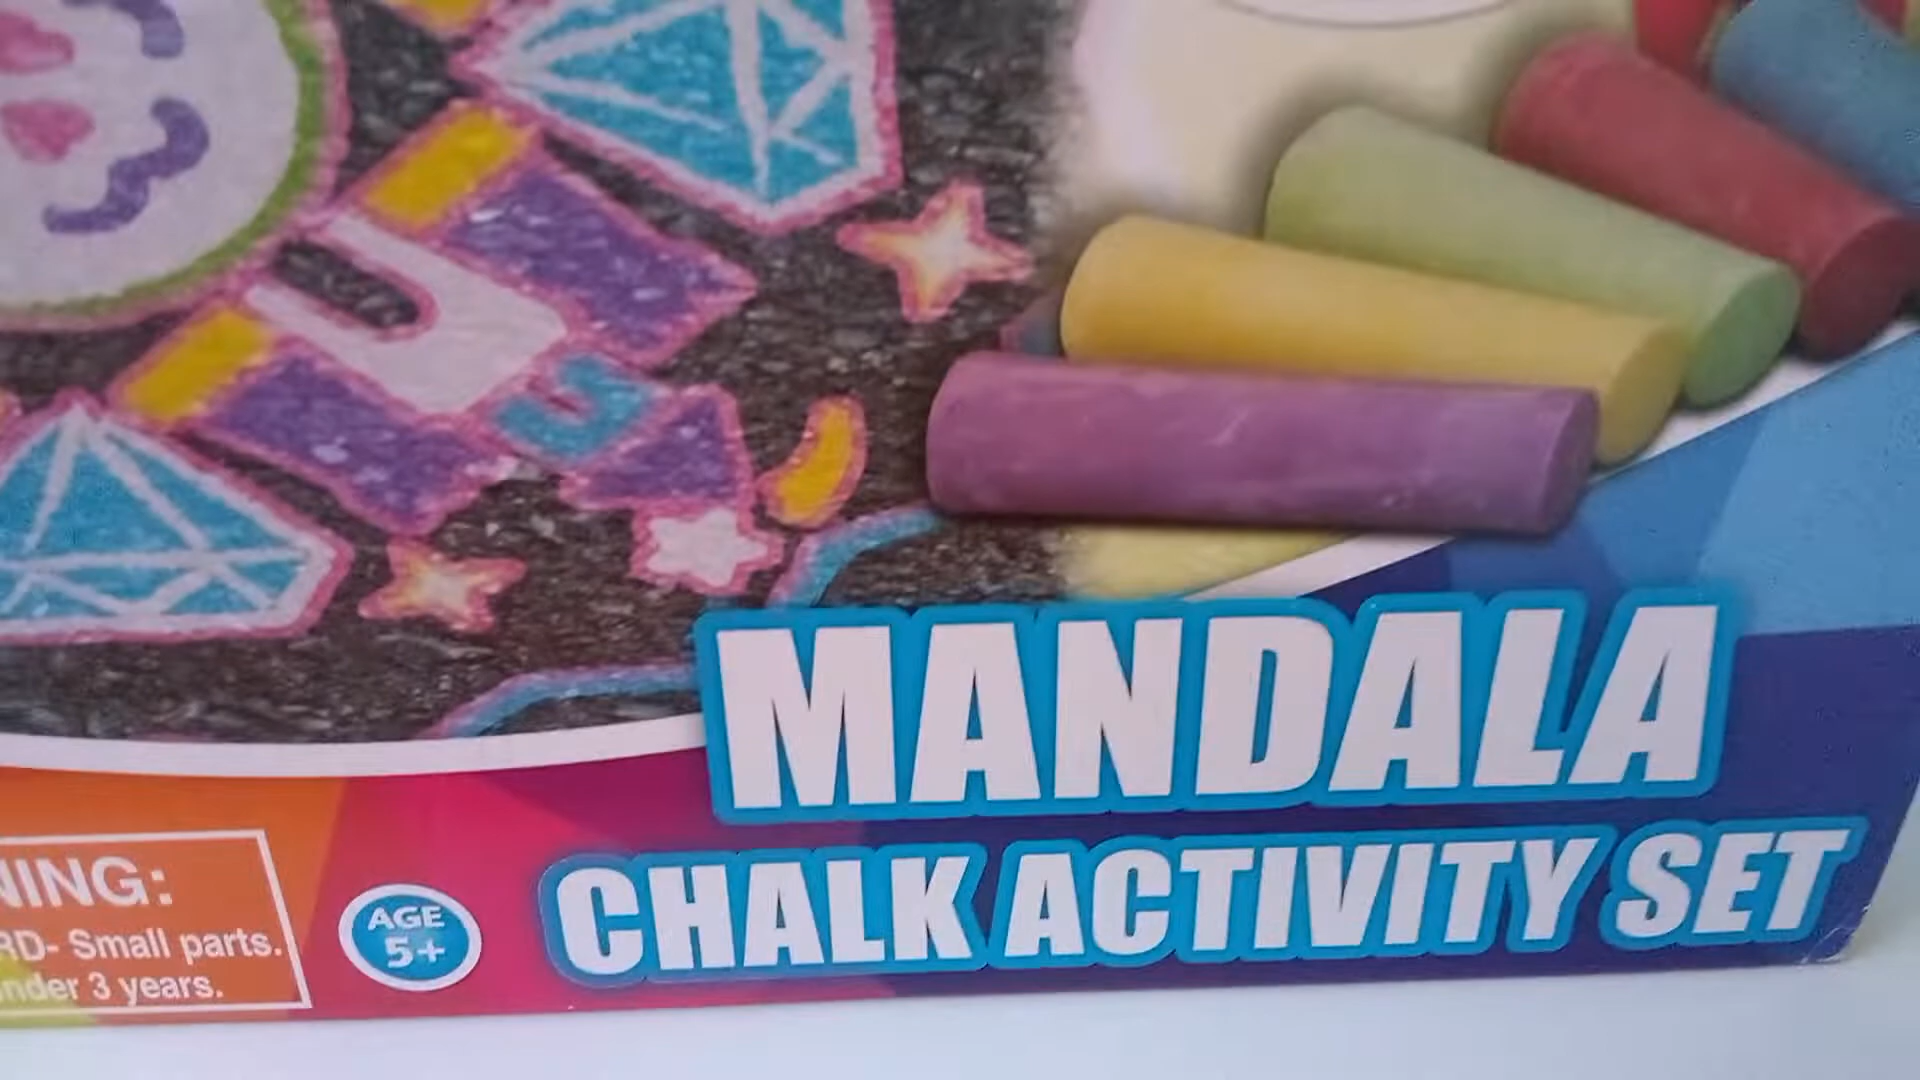 MANDALA
CHALK ACTIVITY SET
AGE
5+
NING:
RD- Small parts.
nder 3 years.